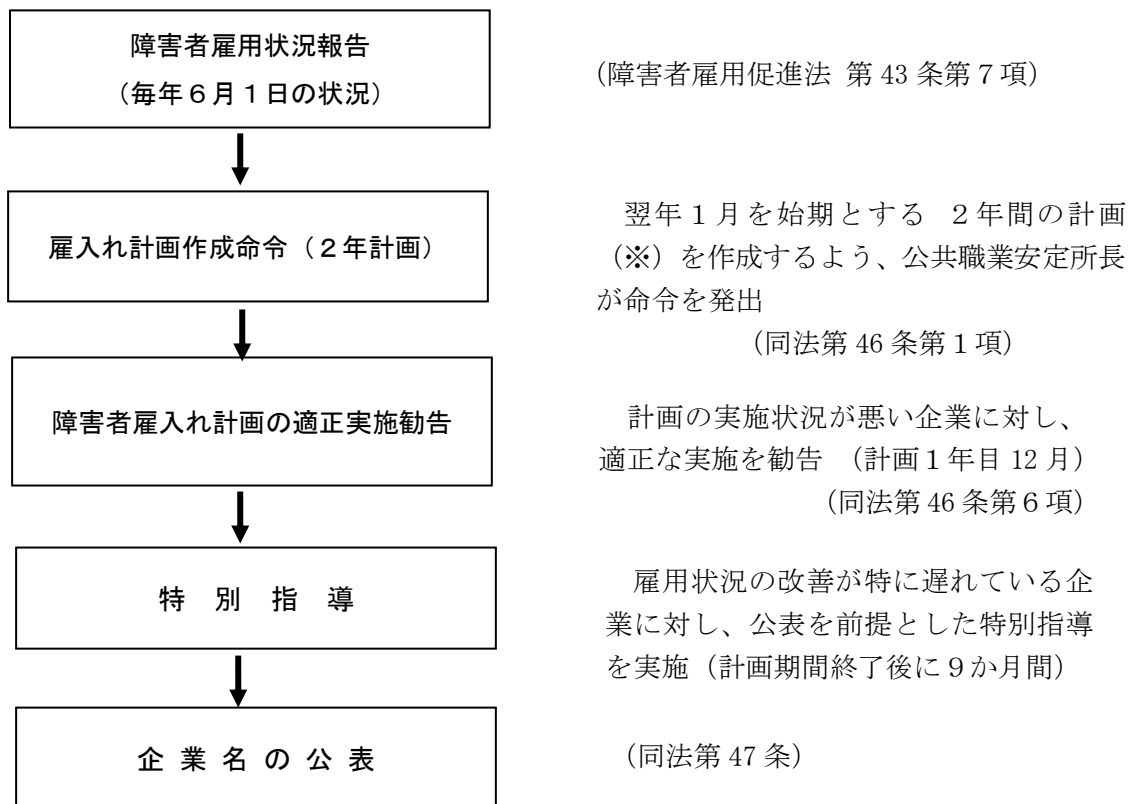 障害者雇用状況報告
（毎年６月１日の状況）
（障害者雇用促進法 第 43 条第７項）
雇入れ計画作成命令（２年計画）
翌年１月を始期とする　２年間の計画
（※）を作成するよう、公共職業安定所長
が命令を発出
（同法第 46 条第１項）
障害者雇入れ計画の適正実施勧告
計画の実施状況が悪い企業に対し、
適正な実施を勧告　（計画１年目 12 月）
（同法第 46 条第６項）
特　別　指　導
雇用状況の改善が特に遅れている企
業に対し、公表を前提とした特別指導
を実施（計画期間終了後に９か月間）
企 業 名 の 公 表
（同法第 47 条）